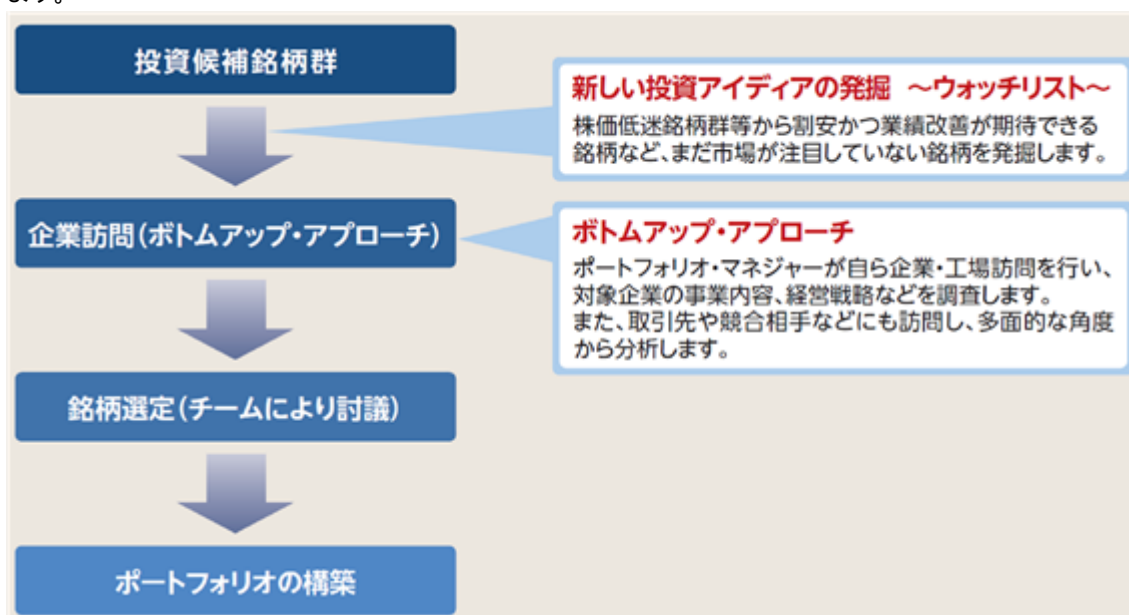 ます。
投資候補銘柄群
新しい投資アイディアの発掘 ～ウォッチリスト～
株価低迷銘柄群等から割安かつ業績改善が期待できる
銘柄など、まだ市場が注目していない銘柄を発掘します。
企業訪問(ボトムアップ・アプローチ)
ボトムアップ・アプローチ
ポートフォリオ・マネジャーが自ら企業・工場訪問を行い、
対象企業の事業内容、経営戦略などを調査します。
また、取引先や競合相手などにも訪問し、多面的な角度
から分析します。
銘柄選定(チームにより討議)
ポートフォリオの構築